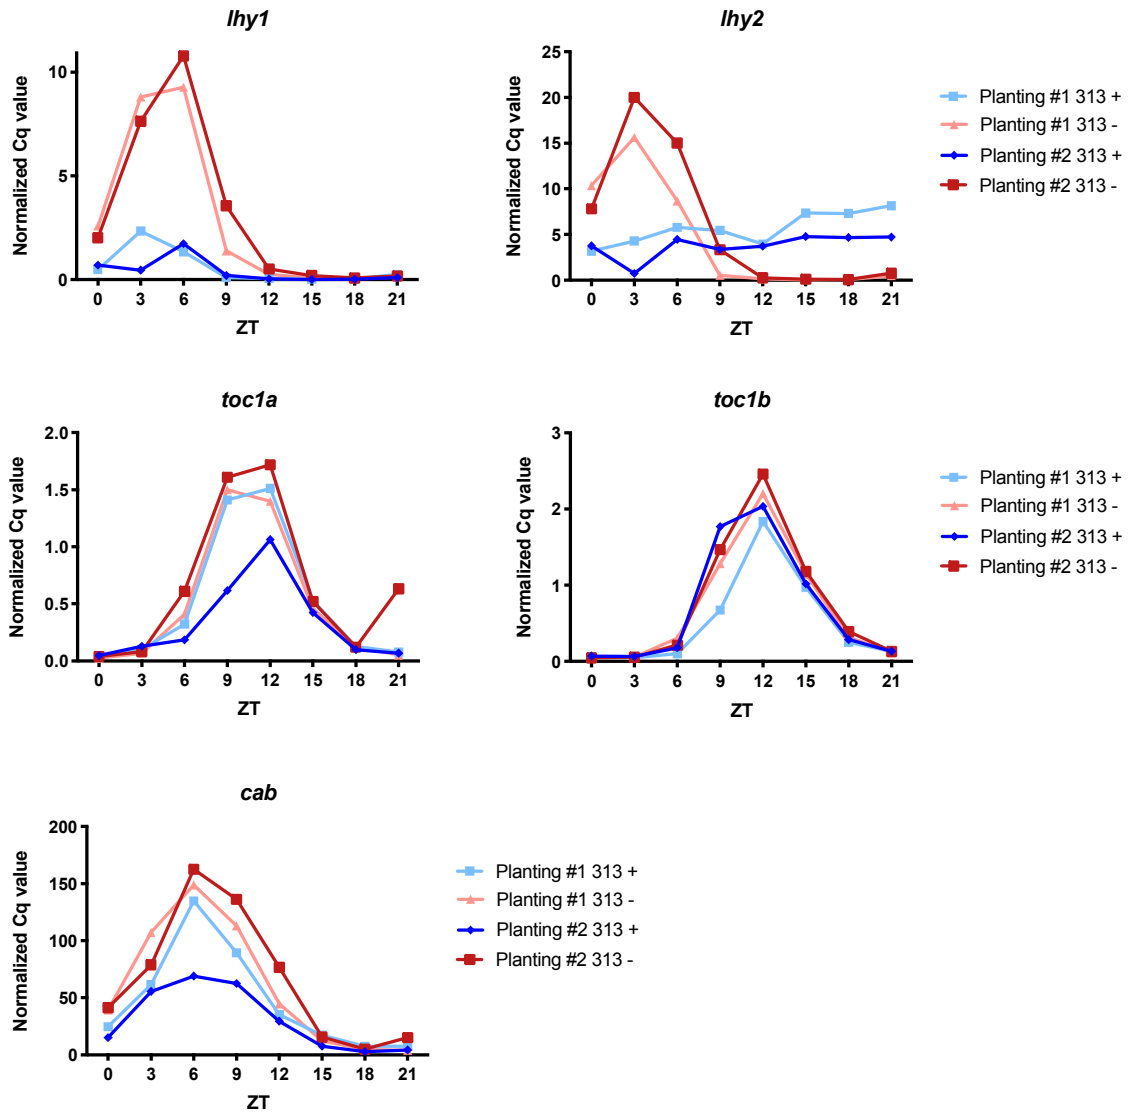 lhy1
Normalized Cq value
10
5
0
0 3 6 9 12 15 18 21
ZT
lhy2
Normalized Cq value
25
20
15
10
5
0
0 3 6 9 12 15 18 21
ZT
Planting #1 313 +
Planting #1 313 -
Planting #2 313 +
Planting #2 313 -
toc1a
Normalized Cq value
2.0
1.5
1.0
0.5
0.0
0 3 6 9 12 15 18 21
ZT
toc1b
Normalized Cq value
3
2
1
0
0 3 6 9 12 15 18 21
ZT
Planting #1 313 +
Planting #1 313 -
Planting #2 313 +
Planting #2 313 -
cab
Normalized Cq value
200
150
100
50
0
0 3 6 9 12 15 18 21
ZT
Planting #1 313 +
Planting #1 313 -
Planting #2 313 +
Planting #2 313 -